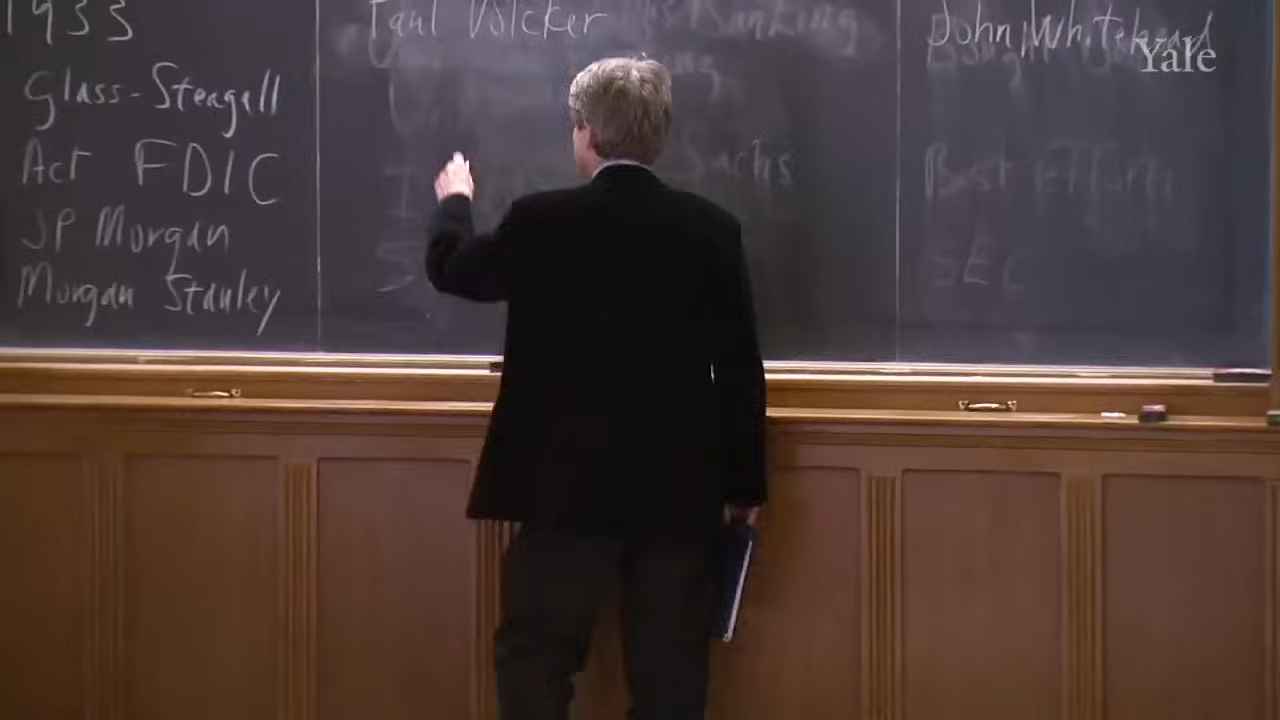 1933
Glass-Steagall
Act FDIC
JP Morgan
Morgan Stanley
Paul Volcker
Banking
Sachs
John Whitehead
Best Efforts
SEC
Yale